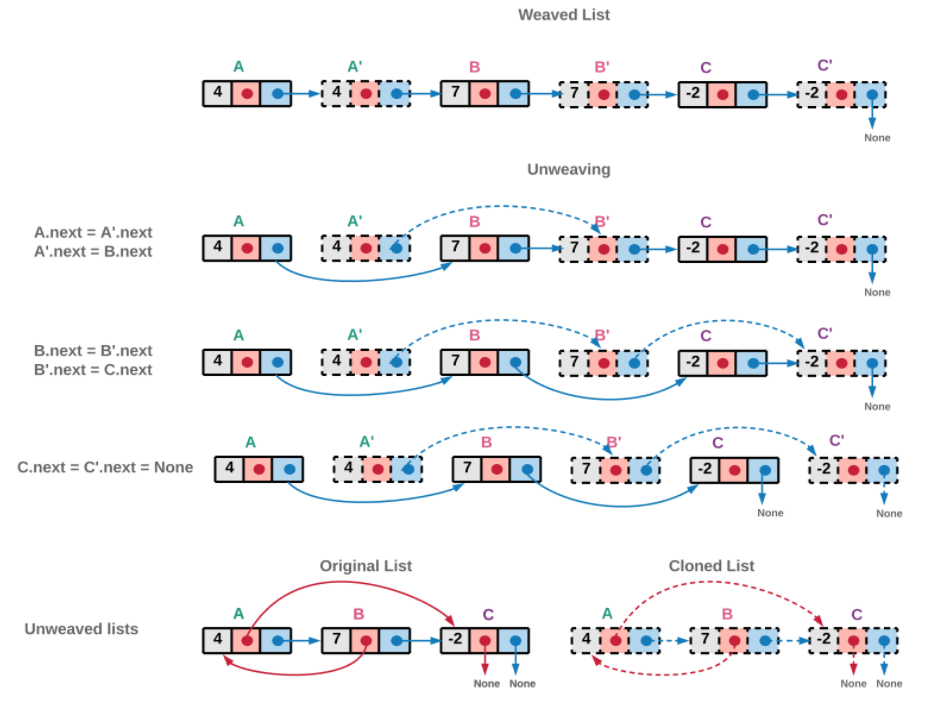 Weaved List
A A' B B' C C'
4 4 7 7 -2 -2
None
Unweaving
A A' B B' C C'
A.next = A'.next
A'.next = B.next
4 4 7 7 -2 -2
None
A A' B B' C C'
B.next = B'.next
B'.next = C.next
4 4 7 7 -2 -2
None
A A' B B' C C'
C.next = C'.next = None
4 4 7 7 -2 -2
None None
Original List Cloned List
A B C A B C
Unweaved lists
4 7 -2 4 7 -2
None None None None